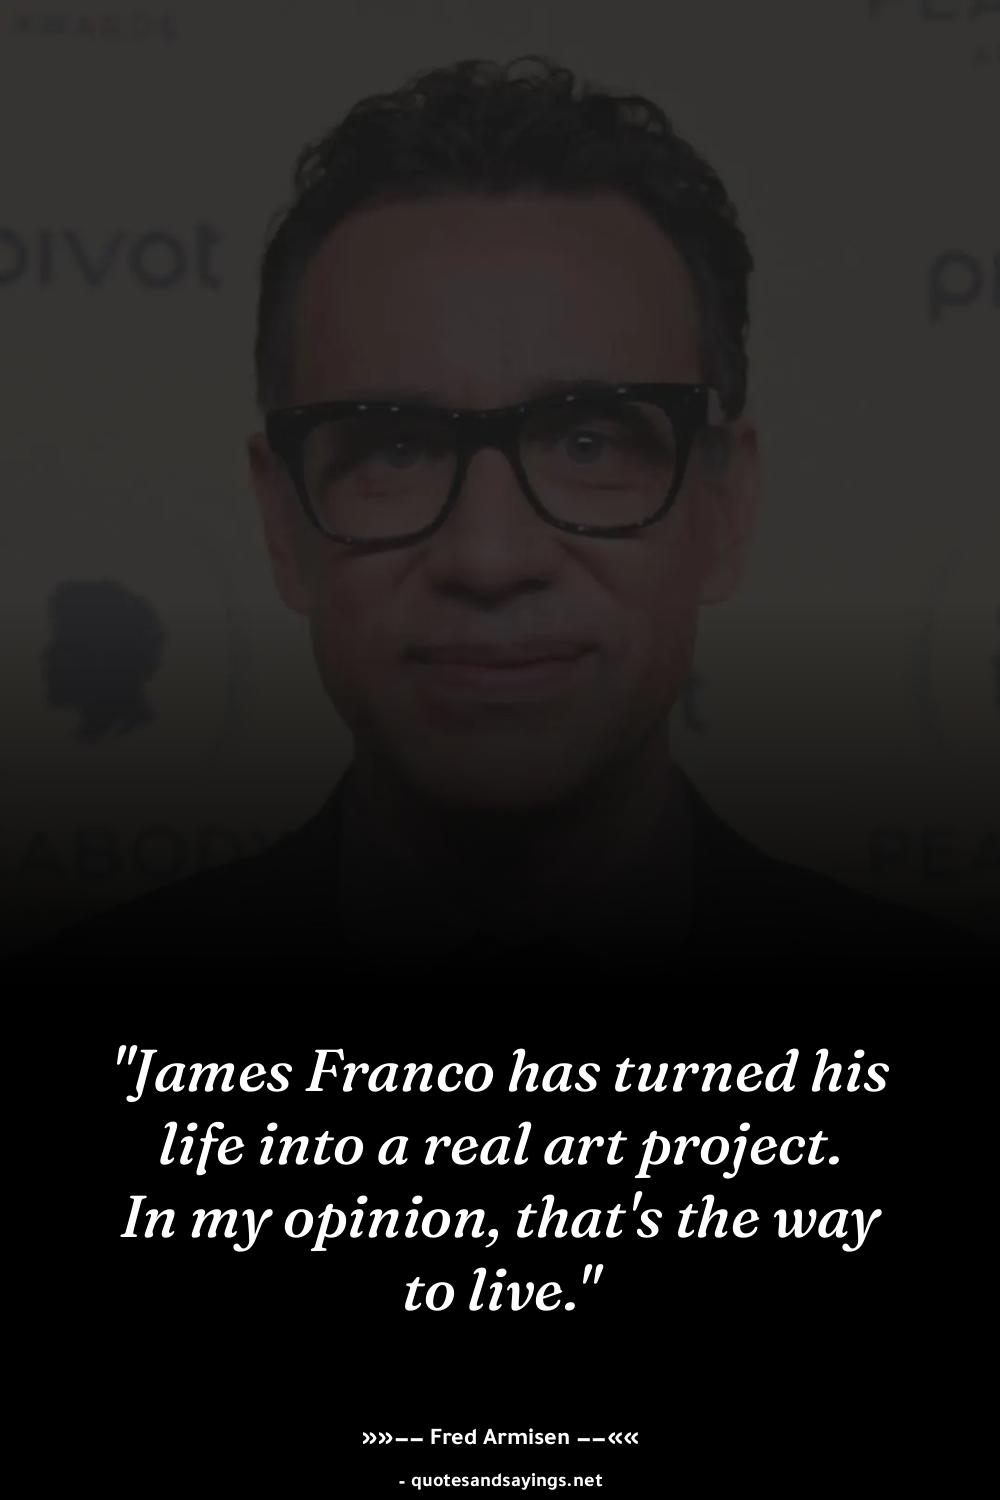 AWARDS
pivot
"James Franco has turned his
life into a real art project.
In my opinion, that's the way
to live."
»»–– Fred Armisen ––««
- quotesandsayings.net